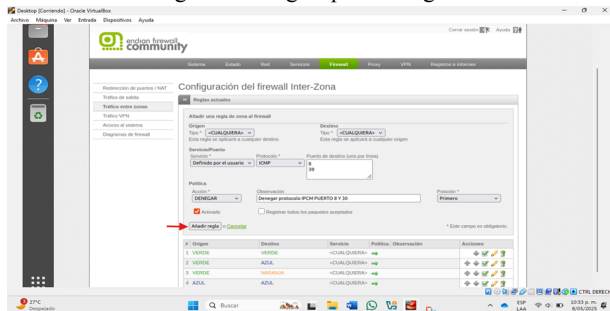 Desktop [Corriendo] - Oracle VirtualBox
Archivo Máquina Ver Entrada Dispositivos Ayuda
Cerrar sesión Ayuda
endian firewall
community
Sistema Estado Red Servicios Firewall Proxy VPN Registros e informes
Redirección de puertos / NAT
Tráfico de salida
Tráfico entre zonas
Tráfico VPN
Acceso al sistema
Diagramas de firewall
Configuración del firewall Inter-Zona
Reglas actuales
Añadir una regla de zona al firewall
Origen Destino
Tipo * <CUALQUIERA> Tipo * <CUALQUIERA>
Esta regla se aplicará a cualquier destino Esta regla se aplicará a cualquier origen
Servicio/Puerto
Servicio * Protocolo * Puerto de destino (uno por línea)
Definido por el usuario ICMP 8
30
Política
Acción * Observación Posición *
DENEGAR Denegar protocolo IPCM PUERTO 8 Y 30 Primero
Activado Registrar todos los paquetes aceptados
Añadir regla o Cancelar * Este campo es obligatorio.
# Origen Destino Servicio Política Observación Acciones
1 VERDE VERDE <CUALQUIERA>
2 VERDE AZUL <CUALQUIERA>
3 VERDE NARANJA <CUALQUIERA>
4 AZUL AZUL <CUALQUIERA>
CTRL DERECHA
27°C
Despejado
Buscar
ESP
LAA
10:33 p. m.
8/05/2025